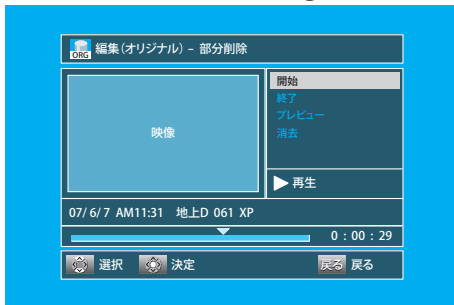 ORG 編集（オリジナル）– 部分削除
映像
開始
終了
プレビュー
消去
再生
07/ 6/ 7 AM11:31 地上D 061 XP
0：00：29
選択 決定 戻る 戻る